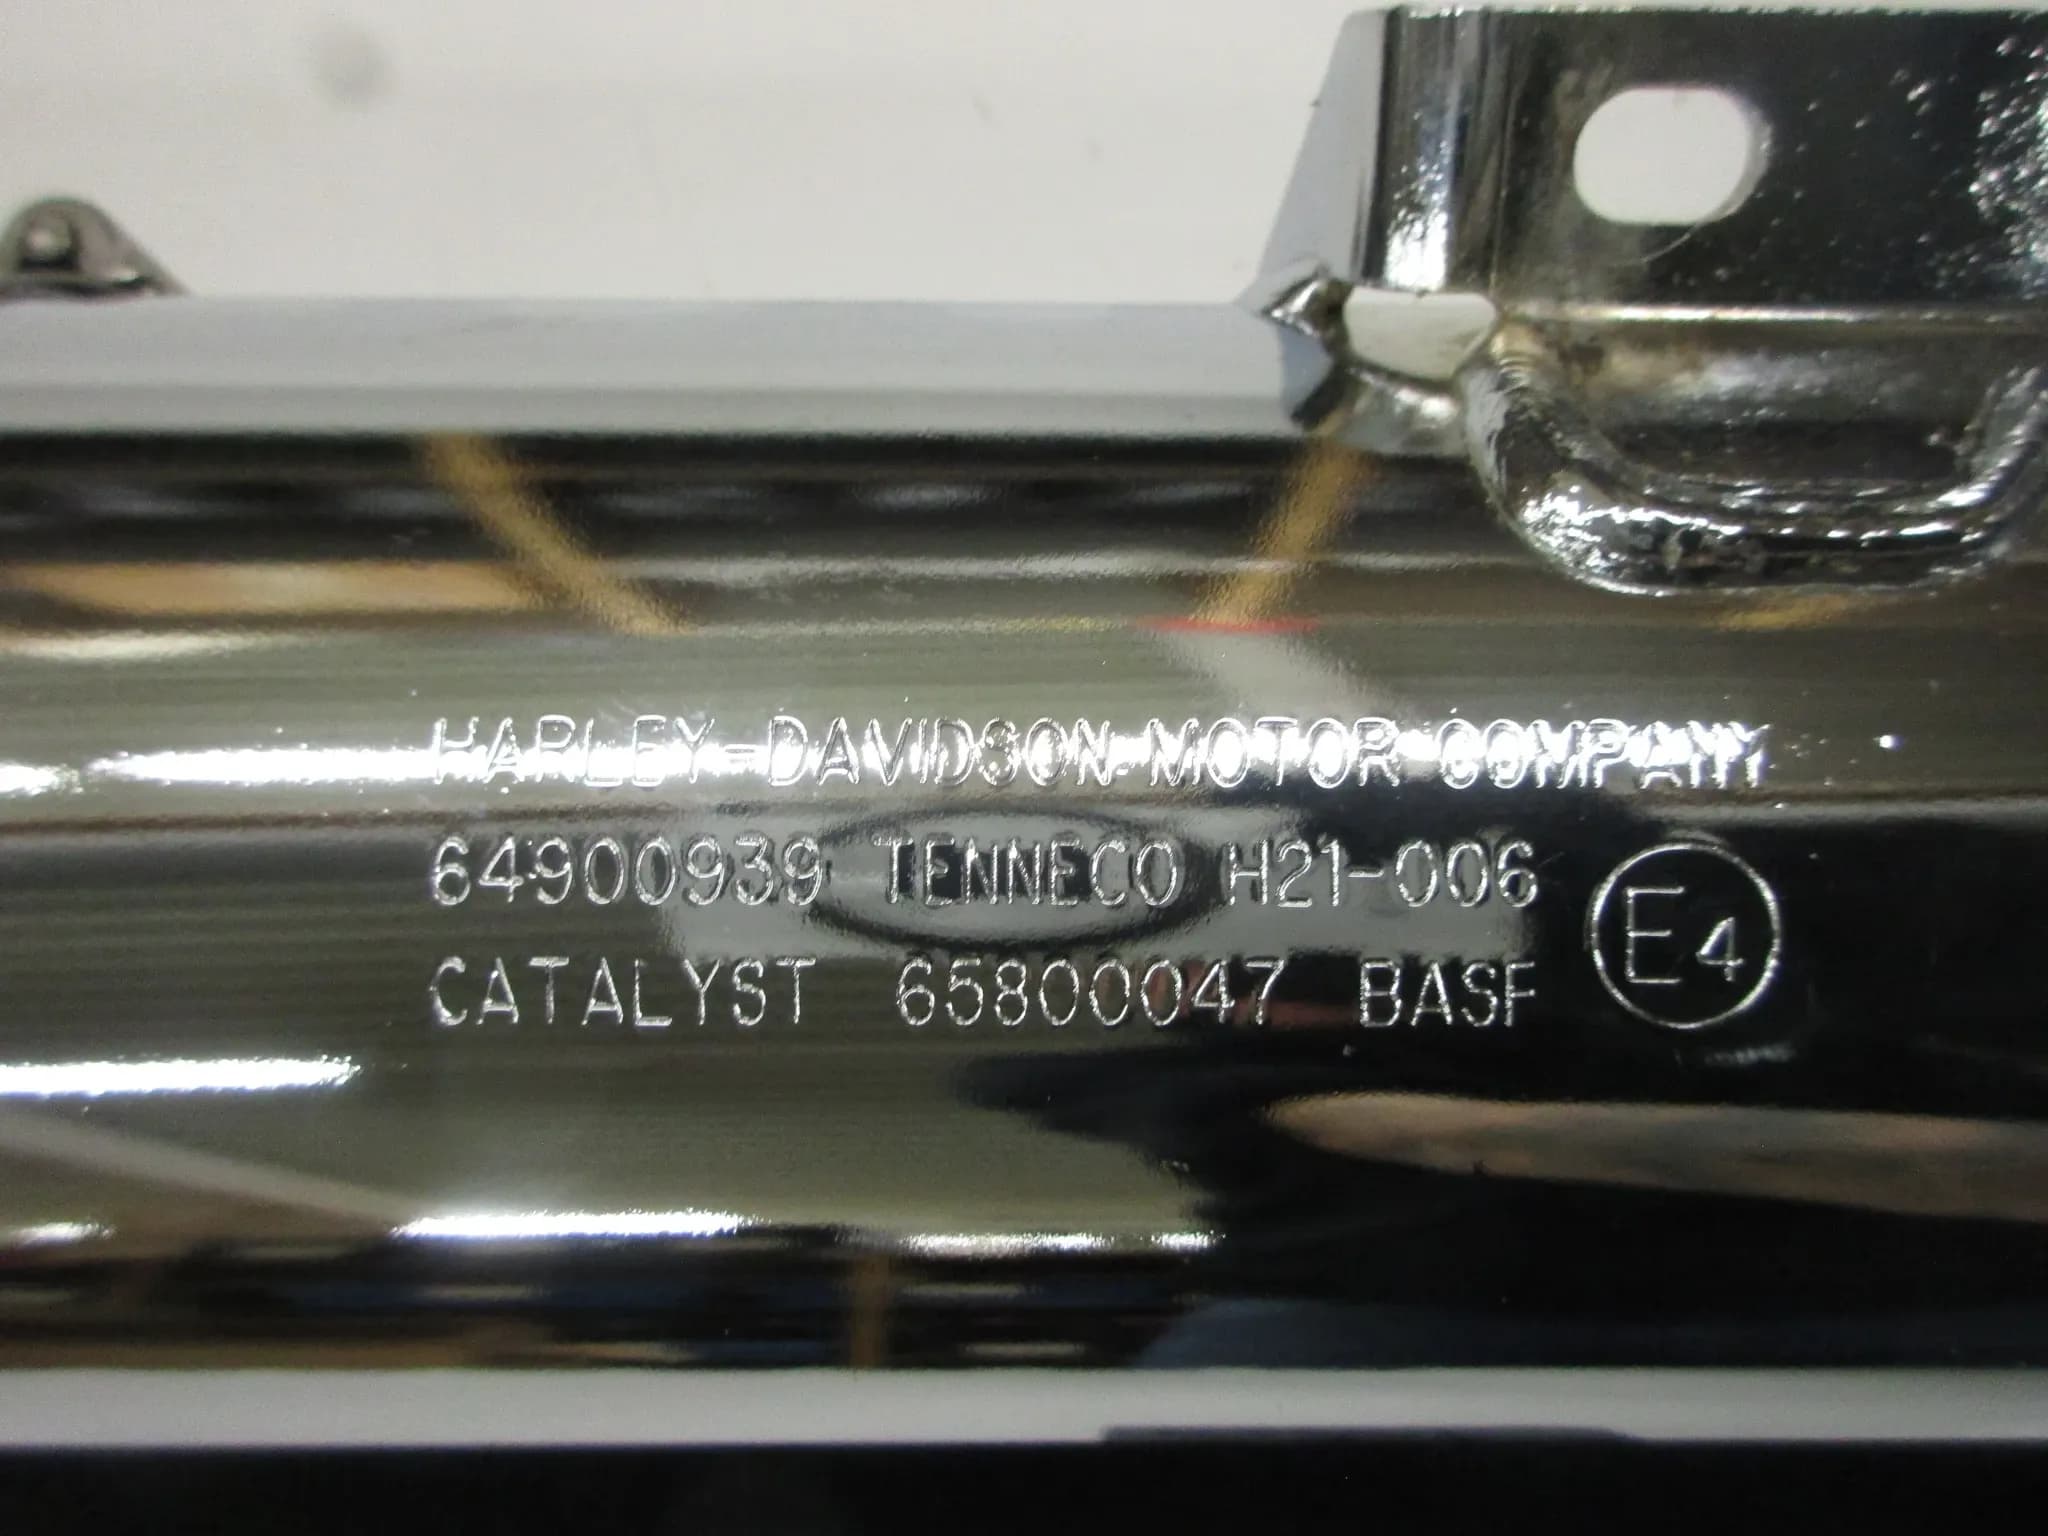 HARLEY-DAVIDSON MOTOR COMPANY
64900939 TENNECO H21-006
CATALYST 65800047 BASF
E4